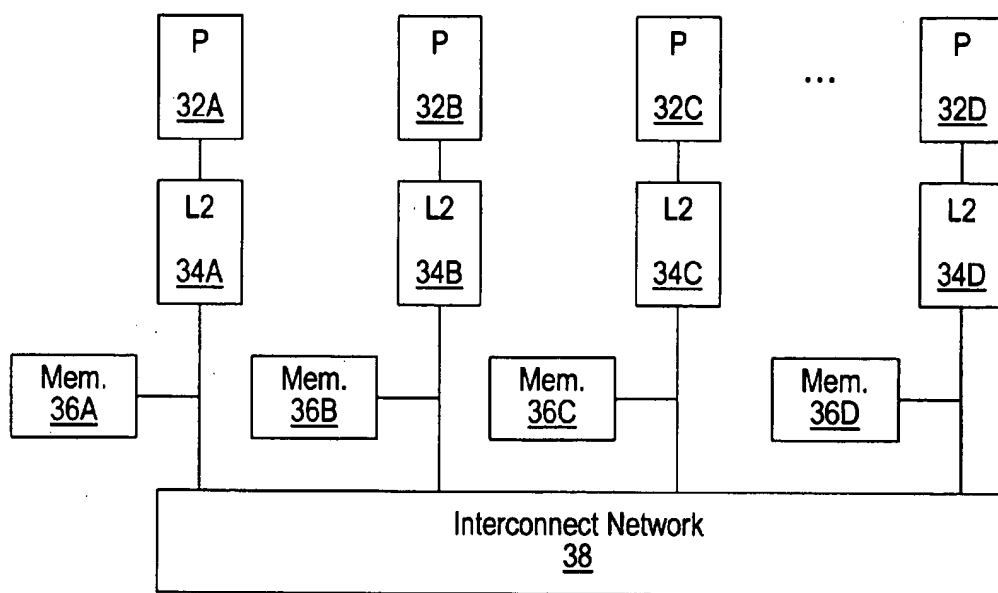 P
32A
P
32B
P
32C
...
P
32D
L2
34A
L2
34B
L2
34C
L2
34D
Mem.
36A
Mem.
36B
Mem.
36C
Mem.
36D
Interconnect Network
38